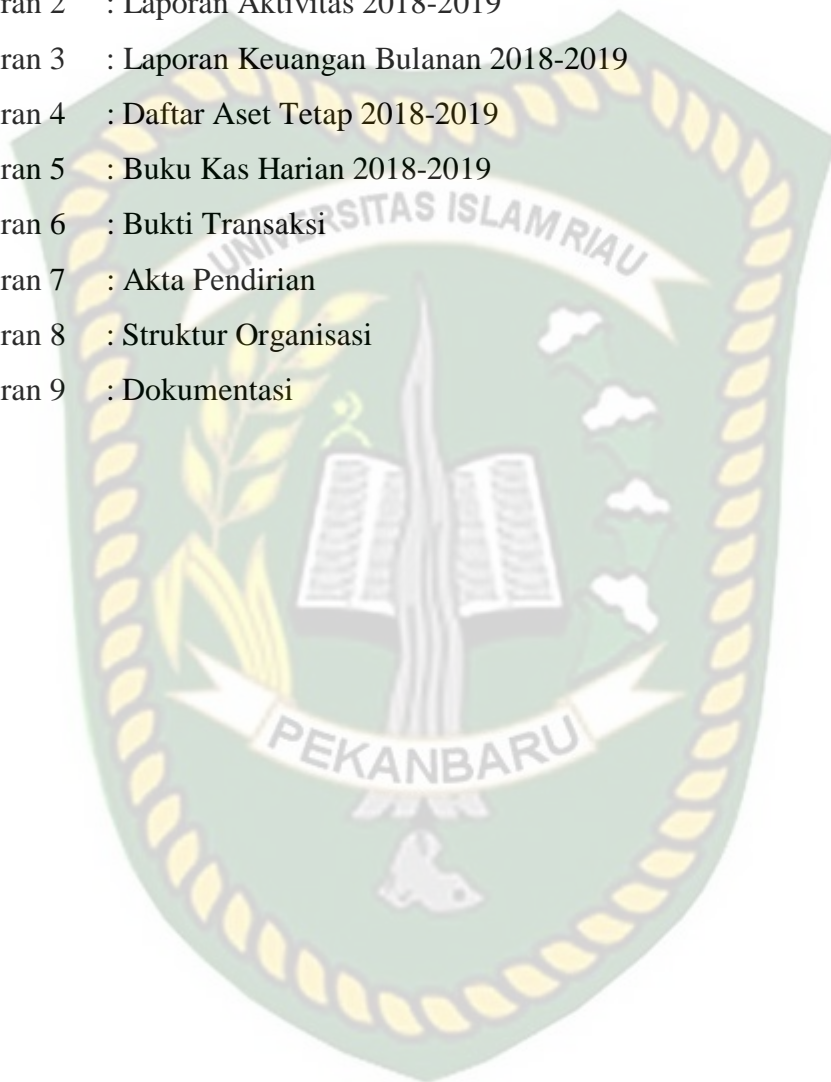 ran 2 : Laporan Aktivitas 2018-2019
ran 3 : Laporan Keuangan Bulanan 2018-2019
ran 4 : Daftar Aset Tetap 2018-2019
ran 5 : Buku Kas Harian 2018-2019
ran 6 : Bukti Transaksi
ran 7 : Akta Pendirian
ran 8 : Struktur Organisasi
ran 9 : Dokumentasi
UNIVERSITAS ISLAM RIAU
PEKANBARU